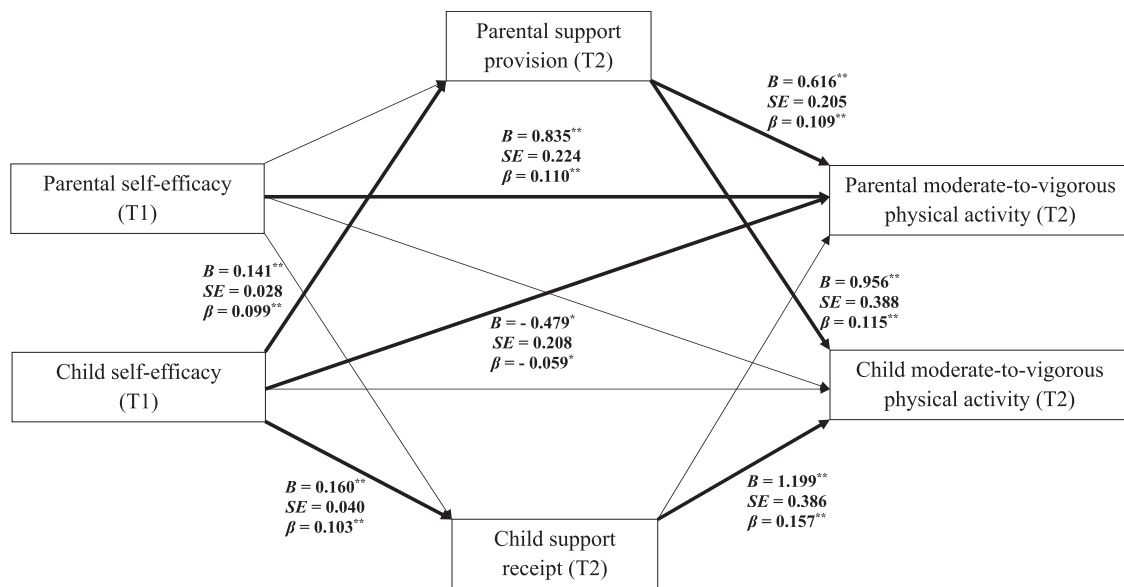 Parental support
provision (T2)
B = 0.616**
SE = 0.205
β = 0.109**
B = 0.835**
SE = 0.224
β = 0.110**
Parental self-efficacy
(T1)
Parental moderate-to-vigorous
physical activity (T2)
B = 0.141**
SE = 0.028
β = 0.099**
B = 0.956**
SE = 0.388
β = 0.115**
B = - 0.479*
SE = 0.208
β = - 0.059*
Child self-efficacy
(T1)
Child moderate-to-vigorous
physical activity (T2)
B = 0.160**
SE = 0.040
β = 0.103**
B = 1.199**
SE = 0.386
β = 0.157**
Child support
receipt (T2)